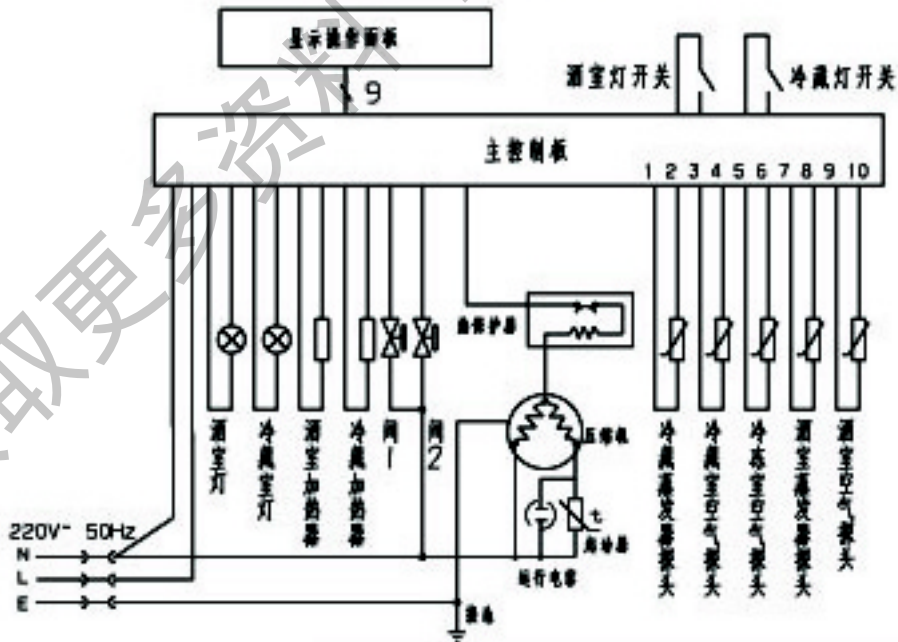 显示操作面板
9
酒室灯开关
冷藏灯开关
主控制板
1 2 3 4 5 6 7 8 9 10
热保护器
压缩机
酒室灯
冷藏室灯
酒室加热器
冷藏加热器
阀1
阀2
冷藏蒸发器探头
冷藏室空气探头
冷冻室空气探头
酒室蒸发器探头
酒室空气探头
220V~ 50Hz
N
L
E
t
启动器
运行电容
接地
取更多资料